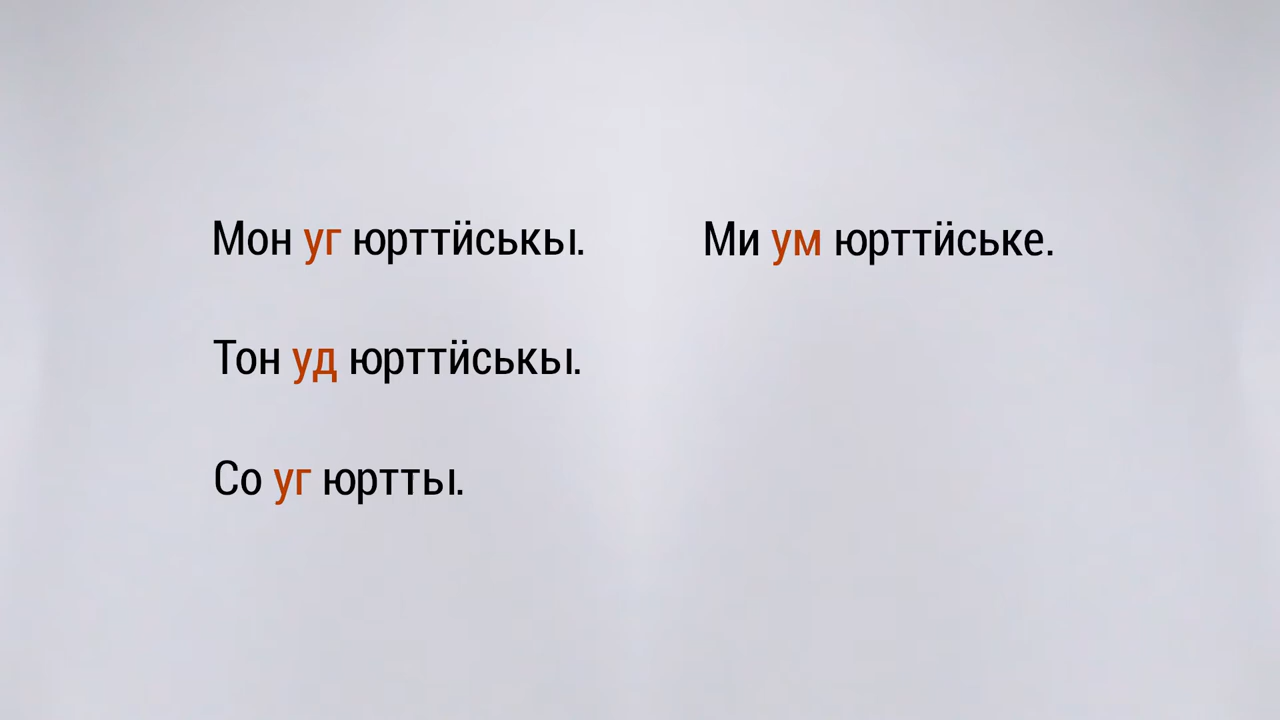 Мон уг юрттӥськы.
Тон уд юрттӥськы.
Со уг юртты.
Ми ум юрттӥське.